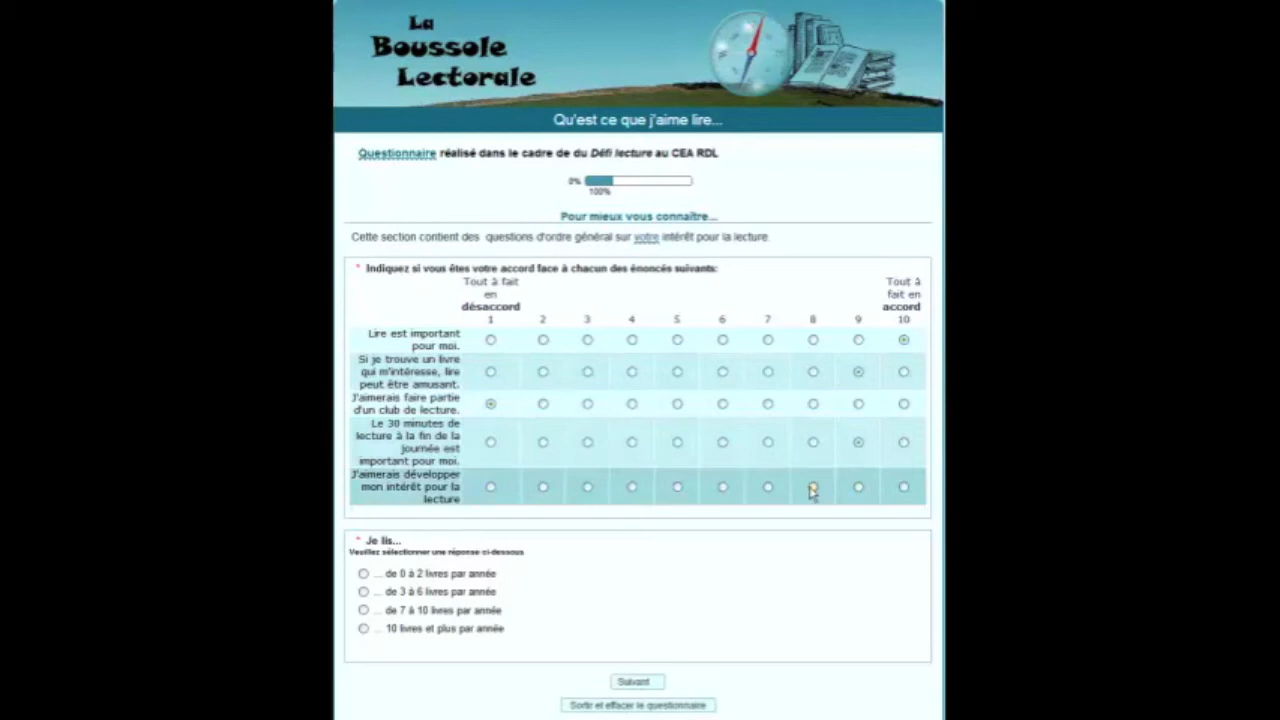 La
Boussole
Lectorale
Qu'est ce que j'aime lire...
Questionnaire réalisé dans le cadre de du Défi lecture au CEA RDL
0%
100%
Pour mieux vous connaître...
Cette section contient des questions d'ordre général sur votre intérêt pour la lecture
* Indiquez si vous êtes votre accord face à chacun des énoncés suivants:
Tout à fait
en
désaccord
Tout à
fait en
accord
1 2 3 4 5 6 7 8 9 10
Lire est important
pour moi.
Si je trouve un livre
qui m'intéresse, lire
peut être amusant.
J'aimerais faire partie
d'un club de lecture.
Le 30 minutes de
lecture à la fin de la
journée est
important pour moi.
J'aimerais développer
mon intérêt pour la
lecture
* Je lis...
Veuillez sélectionner une réponse ci-dessous
... de 0 à 2 livres par année
... de 3 à 6 livres par année
... de 7 à 10 livres par année
... 10 livres et plus par année
Suivant
Sortir et effacer le questionnaire